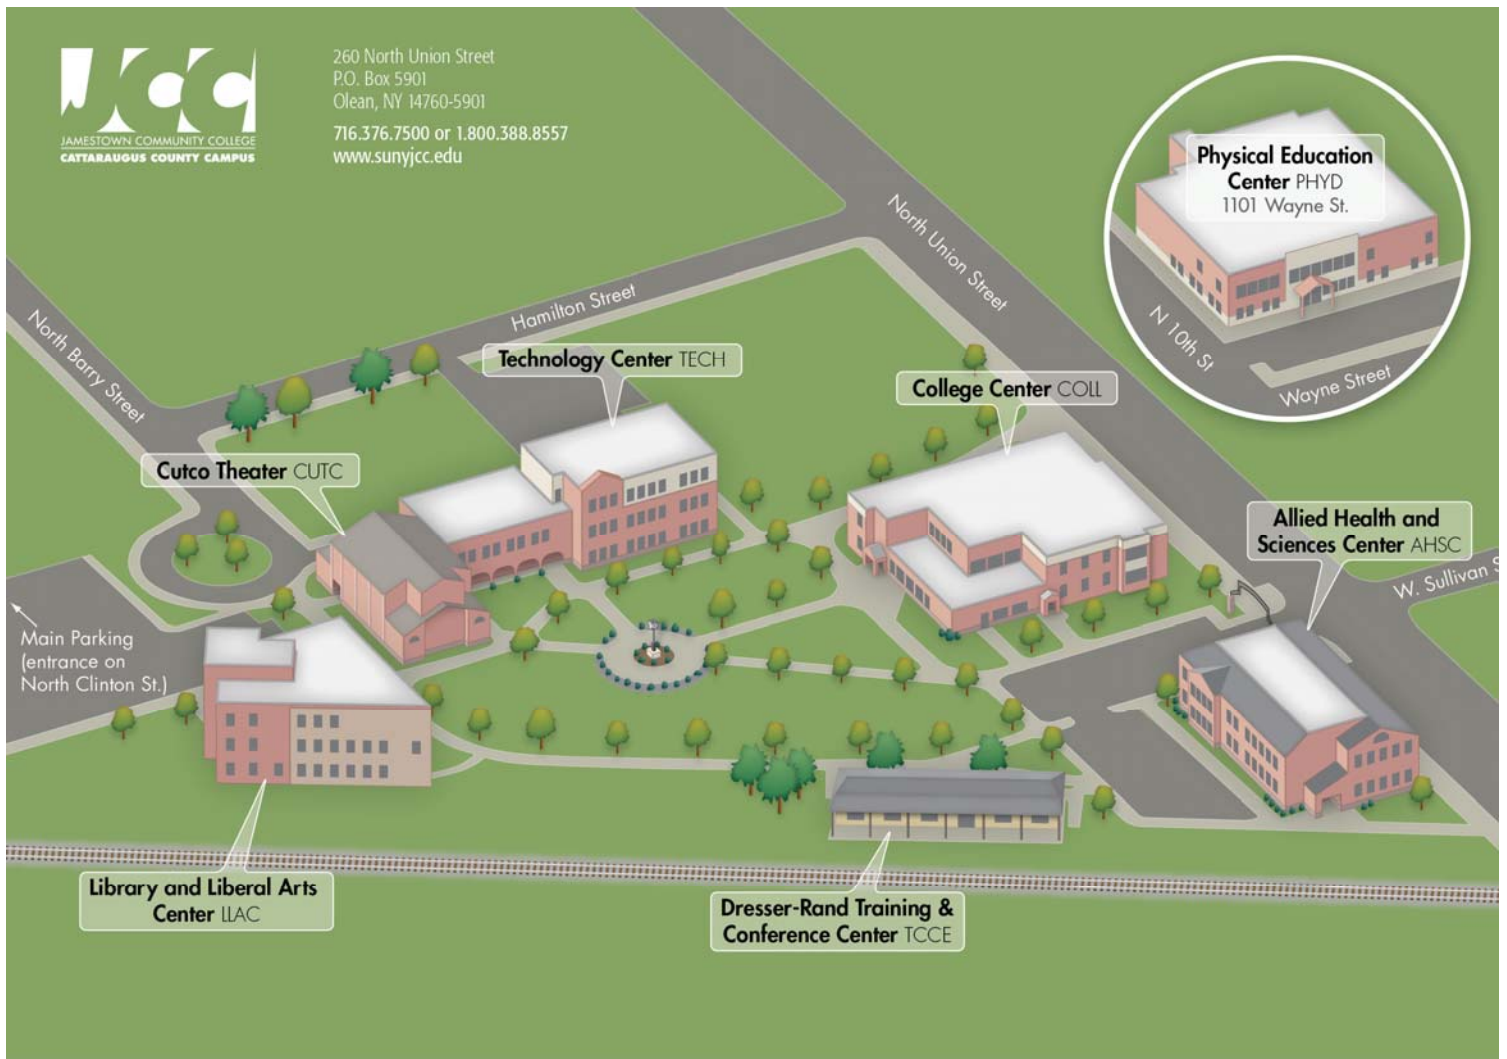 JCC
JAMESTOWN COMMUNITY COLLEGE
CATTARAUGUS COUNTY CAMPUS
260 North Union Street
P.O. Box 5901
Olean, NY 14760-5901
716.376.7500 or 1.800.388.8557
www.sunyjcc.edu
Physical Education
Center PHYD
1101 Wayne St.
N 10th St
Wayne Street
North Union Street
Hamilton Street
North Barry Street
Technology Center TECH
College Center COLL
Cutco Theater CUTC
Allied Health and
Sciences Center AHSC
W. Sullivan S
Main Parking
(entrance on
North Clinton St.)
Library and Liberal Arts
Center LLAC
Dresser-Rand Training &
Conference Center TCCE